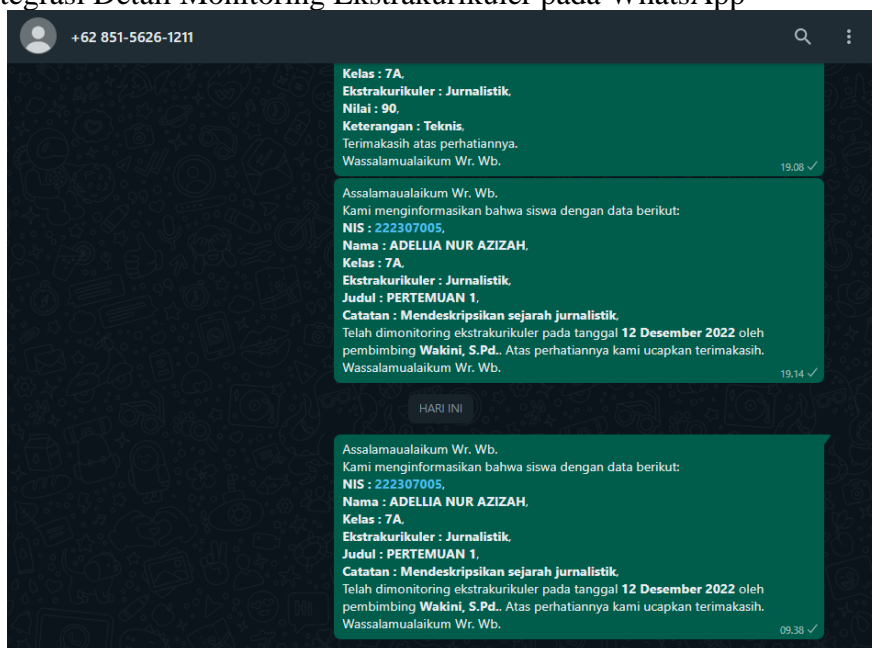 tegrasi Detail Monitoring Ekstrakurikuler pada WhatsApp
+62 851-5626-1211
Kelas : 7A,
Ekstrakurikuler : Jurnalistik,
Nilai : 90,
Keterangan : Teknis,
Terimakasih atas perhatiannya.
Wassalamualaikum Wr. Wb.
19.08
Assalamaualaikum Wr. Wb.
Kami menginformasikan bahwa siswa dengan data berikut:
NIS : 222307005,
Nama : ADELLIA NUR AZIZAH,
Kelas : 7A,
Ekstrakurikuler : Jurnalistik,
Judul : PERTEMUAN 1,
Catatan : Mendeskripsikan sejarah jurnalistik,
Telah dimonitoring ekstrakurikuler pada tanggal 12 Desember 2022 oleh
pembimbing Wakini, S.Pd.. Atas perhatiannya kami ucapkan terimakasih.
Wassalamualaikum Wr. Wb.
19.14
HARI INI
Assalamaualaikum Wr. Wb.
Kami menginformasikan bahwa siswa dengan data berikut:
NIS : 222307005,
Nama : ADELLIA NUR AZIZAH,
Kelas : 7A,
Ekstrakurikuler : Jurnalistik,
Judul : PERTEMUAN 1,
Catatan : Mendeskripsikan sejarah jurnalistik,
Telah dimonitoring ekstrakurikuler pada tanggal 12 Desember 2022 oleh
pembimbing Wakini, S.Pd.. Atas perhatiannya kami ucapkan terimakasih.
Wassalamualaikum Wr. Wb.
09.38